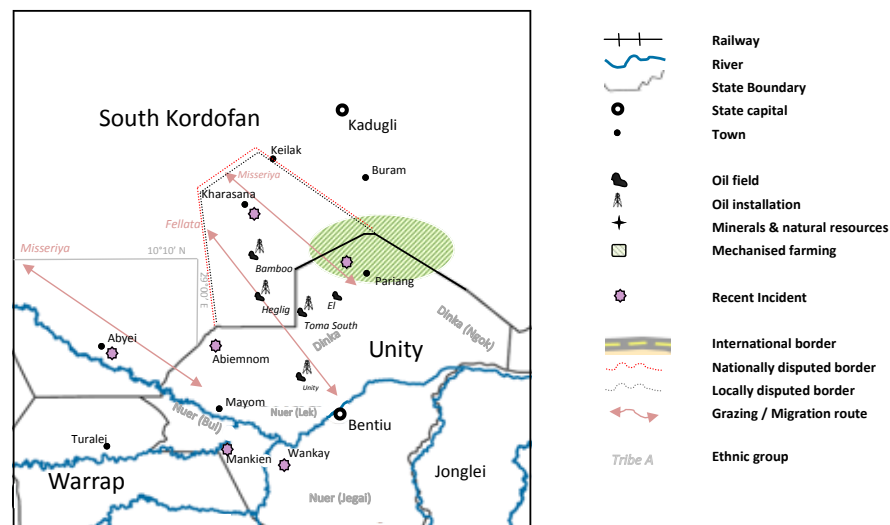 South Kordofan
Kadugli
Keilak
Buram
Misseriya
Kharasana
Fellata
Misseriya
10°10' N
29°00' E
Bamboo
Pariang
Heglig
El
Toma South
Dinka
Dinka (Ngok)
Abyei
Abiemnom
Unity
Unity
Mayom
Nuer (Lek)
Nuer (Bul)
Bentiu
Turalei
Mankien
Wankay
Warrap
Jonglei
Nuer (Jegai)
Railway
River
State Boundary
State capital
Town
Oil field
Oil installation
Minerals & natural resources
Mechanised farming
Recent Incident
International border
Nationally disputed border
Locally disputed border
Grazing / Migration route
Tribe A
Ethnic group